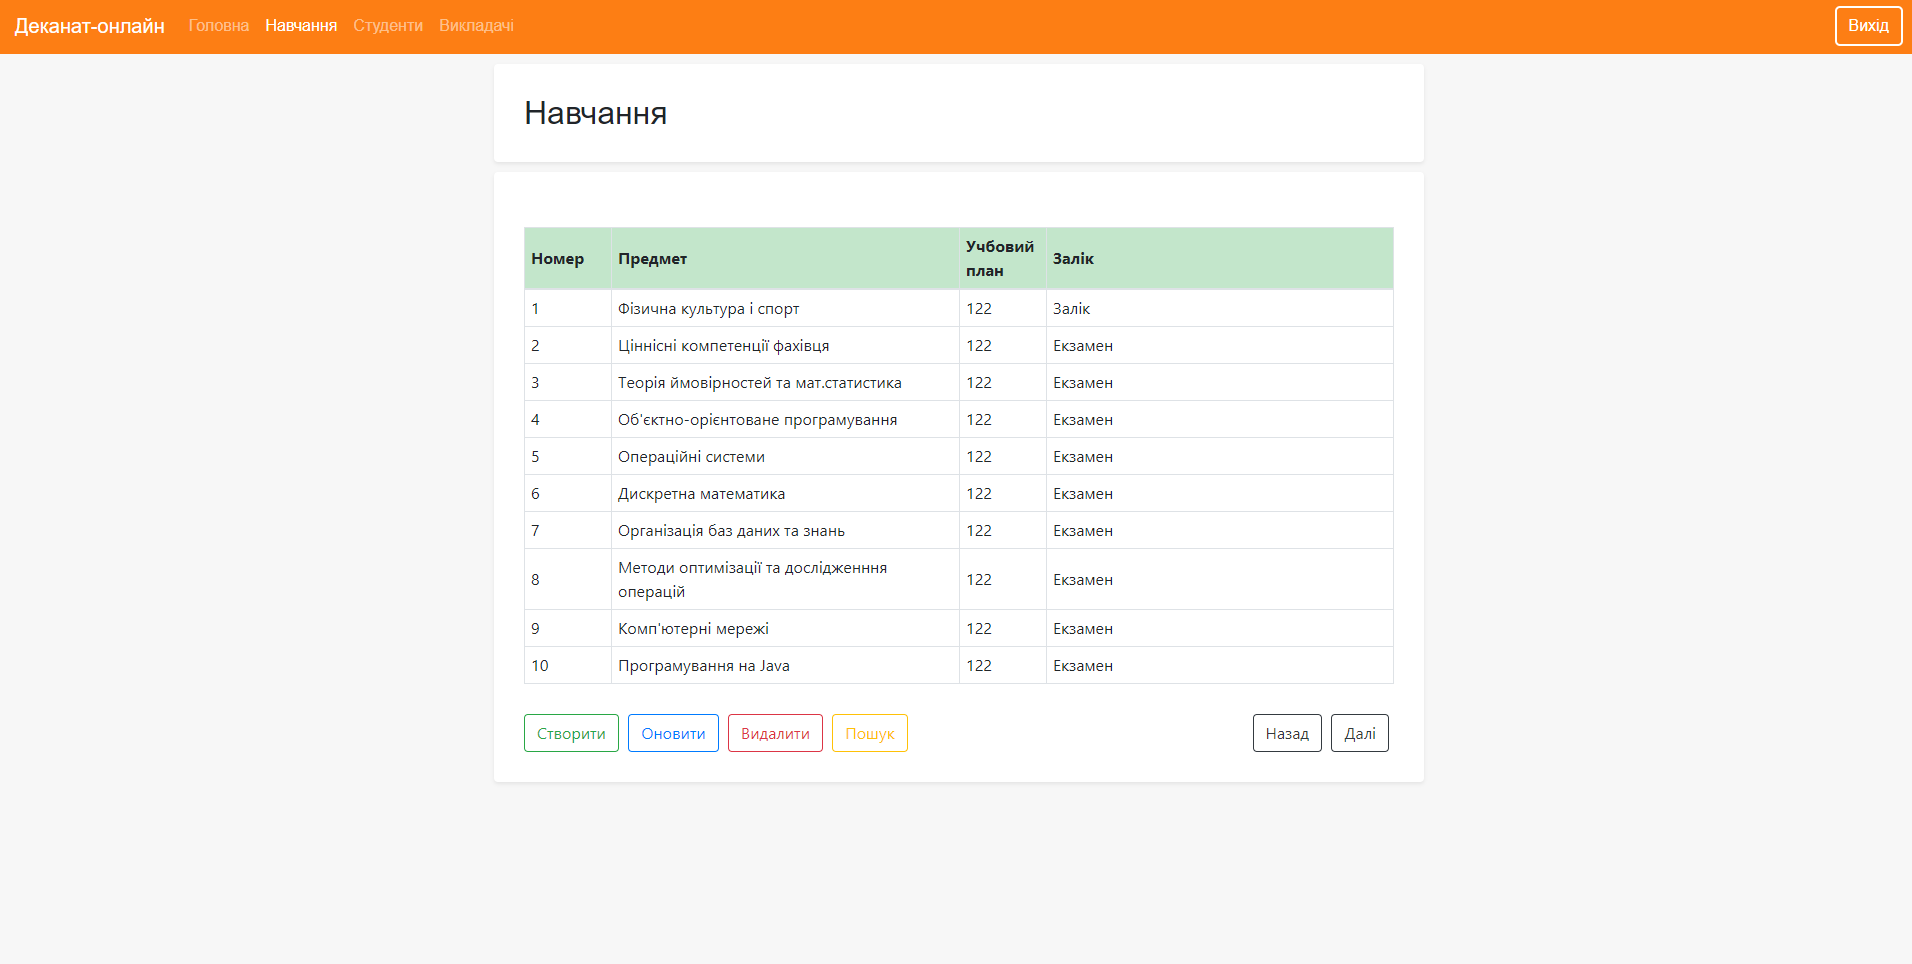 Деканат-онлайн Головна Навчання Студенти Викладачі Вихід
Навчання
Номер Предмет Учбовий план Залік
1 Фізична культура і спорт 122 Залік
2 Ціннісні компетенції фахівця 122 Екзамен
3 Теорія ймовірностей та мат.статистика 122 Екзамен
4 Об'єктно-орієнтоване програмування 122 Екзамен
5 Операційні системи 122 Екзамен
6 Дискретна математика 122 Екзамен
7 Організація баз даних та знань 122 Екзамен
8 Методи оптимізації та дослідженння операцій 122 Екзамен
9 Комп'ютерні мережі 122 Екзамен
10 Програмування на Java 122 Екзамен
Створити Оновити Видалити Пошук Назад Далі